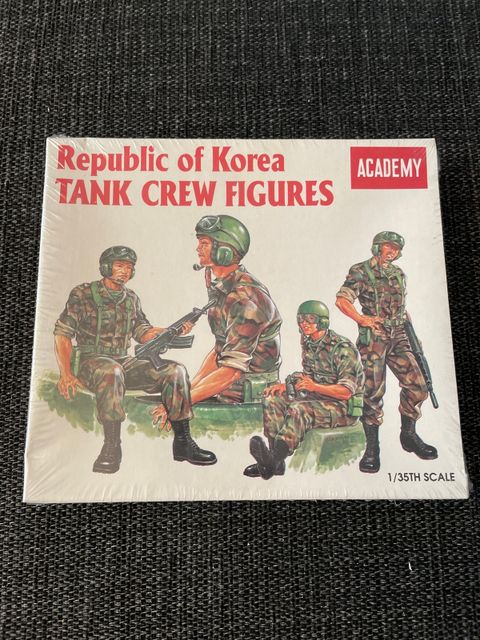 Republic of Korea
TANK CREW FIGURES
ACADEMY
1/35TH SCALE